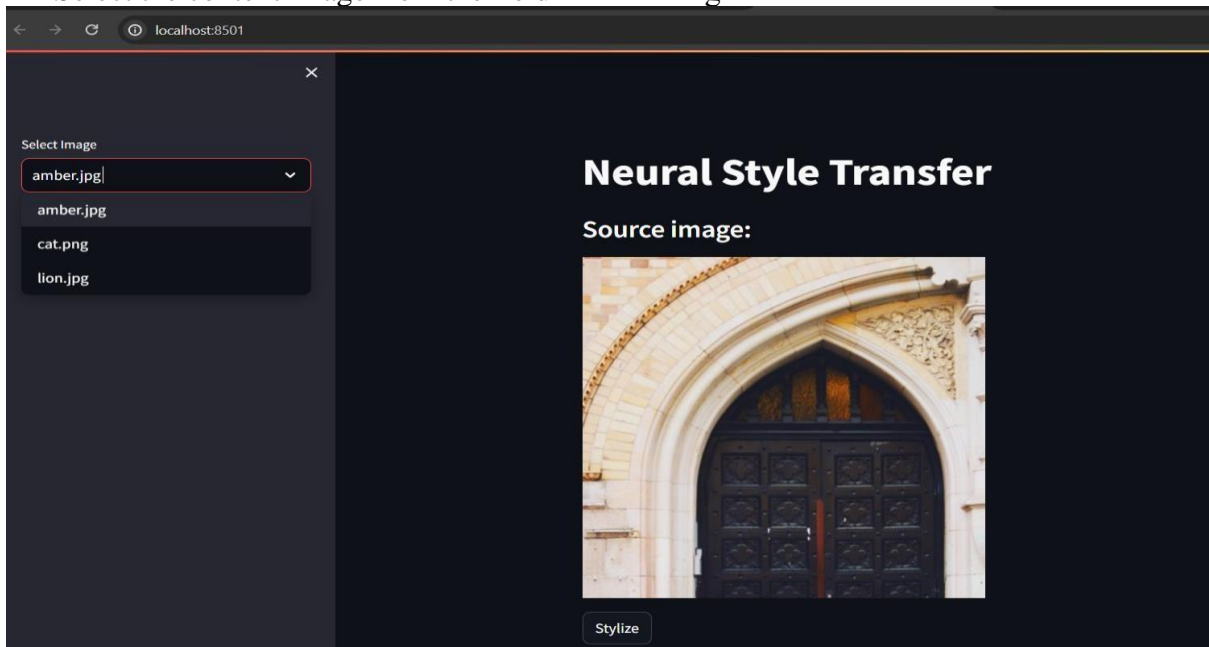 localhost:8501
Select Image
amber.jpg
amber.jpg
cat.png
lion.jpg
Neural Style Transfer
Source image:
Stylize